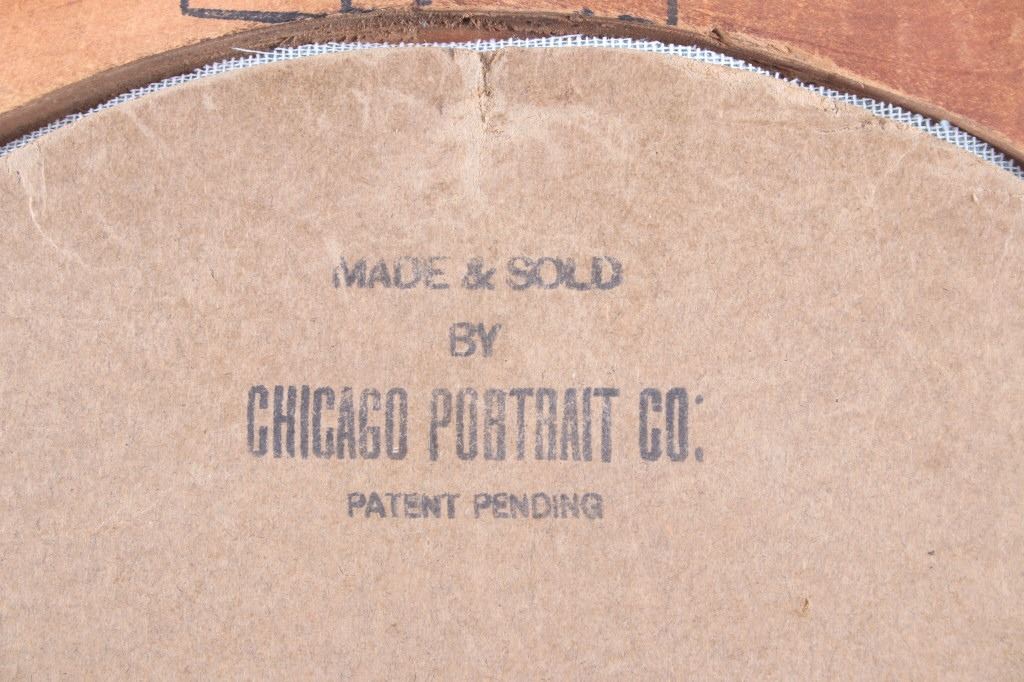 MADE & SOLD
BY
CHICAGO PORTRAIT CO:
PATENT PENDING